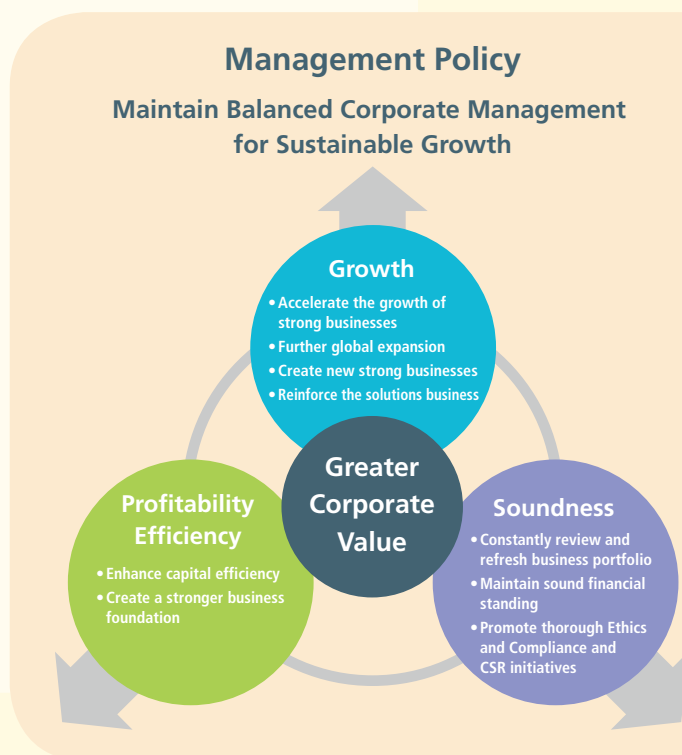 Management Policy
Maintain Balanced Corporate Management
for Sustainable Growth
Growth
• Accelerate the growth of
strong businesses
• Further global expansion
• Create new strong businesses
• Reinforce the solutions business
Greater
Corporate
Value
Profitability
Efficiency
• Enhance capital efficiency
• Create a stronger business
foundation
Soundness
• Constantly review and
refresh business portfolio
• Maintain sound financial
standing
• Promote thorough Ethics
and Compliance and
CSR initiatives